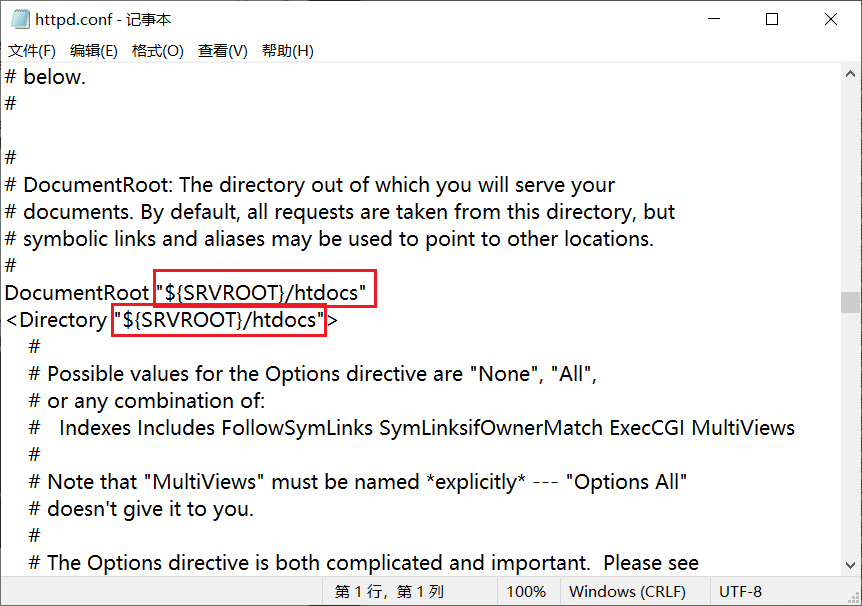 httpd.conf - 记事本
文件(F) 编辑(E) 格式(O) 查看(V) 帮助(H)
# below.
#
#
# DocumentRoot: The directory out of which you will serve your
# documents. By default, all requests are taken from this directory, but
# symbolic links and aliases may be used to point to other locations.
#
DocumentRoot "${SRVROOT}/htdocs"
<Directory "${SRVROOT}/htdocs">
#
# Possible values for the Options directive are "None", "All",
# or any combination of:
#   Indexes Includes FollowSymLinks SymLinksifOwnerMatch ExecCGI MultiViews
#
# Note that "MultiViews" must be named *explicitly* --- "Options All"
# doesn't give it to you.
#
# The Options directive is both complicated and important.  Please see
第 1 行，第 1 列 100% Windows (CRLF) UTF-8